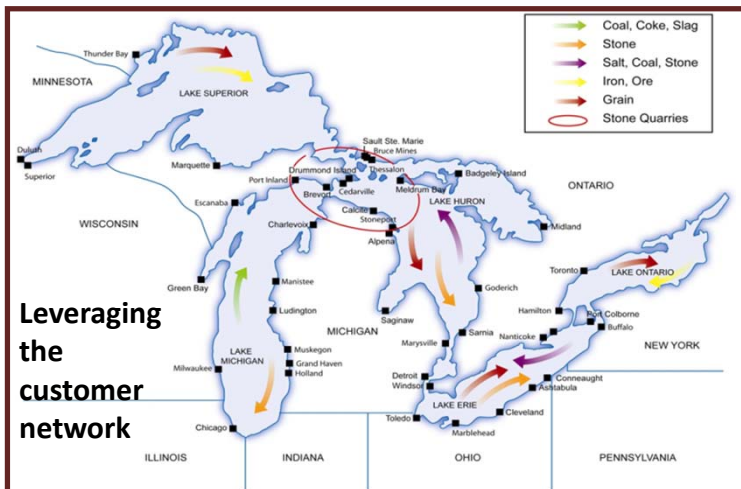 Coal, Coke, Slag
Stone
Salt, Coal, Stone
Iron, Ore
Grain
Stone Quarries
Thunder Bay
MINNESOTA
LAKE SUPERIOR
Duluth
Superior
Marquette
Sault Ste. Marie
Bruce Mines
Thessalon
Drummond Island
Port Inland
Brevort
Cedarville
Meldrum Bay
Badgeley Island
ONTARIO
WISCONSIN
Escanaba
Calcite
Stoneport
LAKE HURON
Charlevoix
Alpena
Midland
Green Bay
Manistee
Goderich
Toronto
LAKE ONTARIO
Ludington
Saginaw
Hamilton
Port Colborne
Buffalo
Leveraging
the
customer
network
MICHIGAN
Marysville
Sarnia
Nanticoke
NEW YORK
LAKE
MICHIGAN
Muskegon
Grand Haven
Holland
Milwaukee
Detroit
Windsor
Conneaught
Ashtabula
LAKE ERIE
Toledo
Cleveland
Marblehead
Chicago
ILLINOIS
INDIANA
OHIO
PENNSYLVANIA